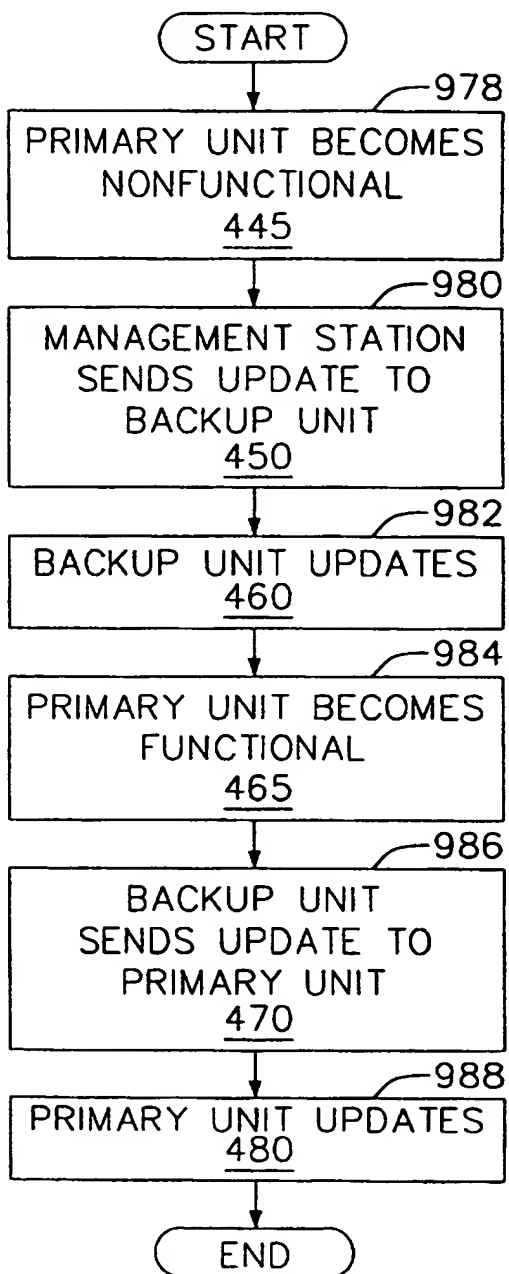 START
978
PRIMARY UNIT BECOMES
NONFUNCTIONAL
445
980
MANAGEMENT STATION
SENDS UPDATE TO
BACKUP UNIT
450
982
BACKUP UNIT UPDATES
460
984
PRIMARY UNIT BECOMES
FUNCTIONAL
465
986
BACKUP UNIT
SENDS UPDATE TO
PRIMARY UNIT
470
988
PRIMARY UNIT UPDATES
480
END